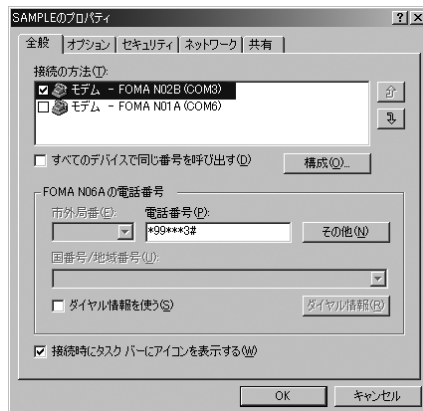 SAMPLEのプロパティ ? ×
全般 オプション セキュリティ ネットワーク 共有
接続の方法(T):
モデム - FOMA N02B (COM3)
モデム - FOMA N01A (COM6)
すべてのデバイスで同じ番号を呼び出す(D) 構成(O)...
FOMA N06Aの電話番号
市外局番(E): 電話番号(P):
*99***3# その他(N)
国番号/地域番号(U):
ダイヤル情報を使う(S) ダイヤル情報(R)
接続時にタスク バーにアイコンを表示する(W)
OK キャンセル